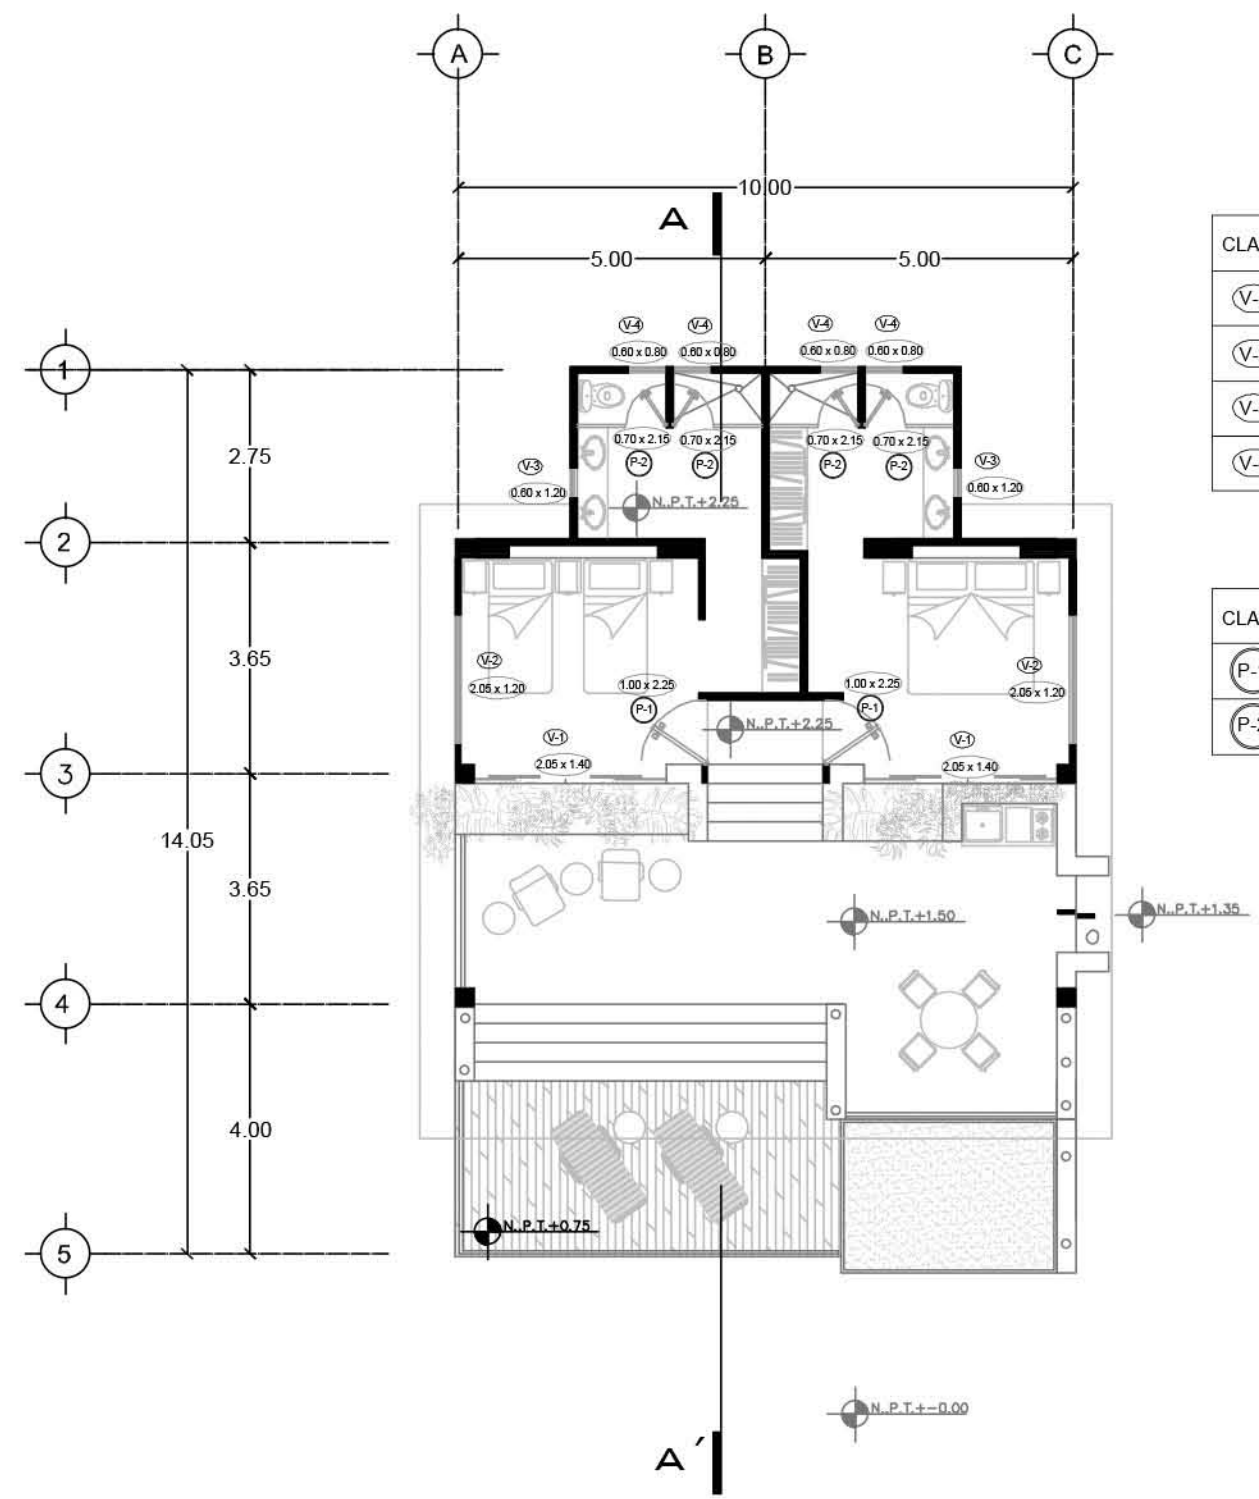 A B C
10.00
A
5.00 5.00
CLA
V-4 V-4 V-4 V-4
0.60 x 0.80 0.60 x 0.80 0.60 x 0.80 0.60 x 0.80
1
0.70 x 2.15 0.70 x 2.15 0.70 x 2.15 0.70 x 2.15
2.75
V-3 P-2 P-2 P-2 P-2 V-3
0.60 x 1.20 0.60 x 1.20
N..P.T.+2.25
V-
V-
V-
V-
2
CLA
3.65
V-2 V-2
2.05 x 1.20 1.00 x 2.25 1.00 x 2.25 2.05 x 1.20
P-1 P-1
P-
P-2
N..P.T.+2.25
V-1 V-1
2.05 x 1.40 2.05 x 1.40
3
14.05
3.65
N..P.T.+1.50 N..P.T.+1.35
4
4.00
N..P.T.+0.75
5
N..P.T.+-0.00
A´